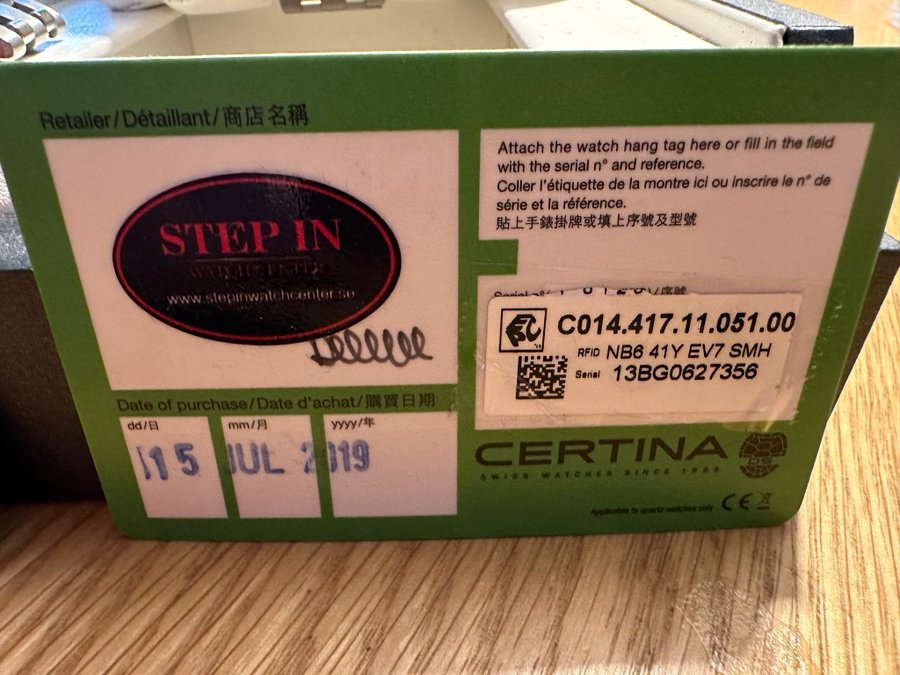 Retailer/Détaillant/商店名稱
STEP IN
WATCH CENTER
www.stepinwatchcenter.se
Date of purchase/Date d'achat/購買日期
dd/日
mm/月
yyyy/年
15 JUL 2019
Attach the watch hang tag here or fill in the field
with the serial n° and reference.
Coller l'étiquette de la montre ici ou inscrire le n° de
série et la référence.
貼上手錶掛牌或填上序號及型號
C014.417.11.051.00
RFID NB6 41Y EV7 SMH
Serial 13BG0627356
CERTINA
SWISS WATCHES SINCE 1888
Applicable to quartz watches only CE